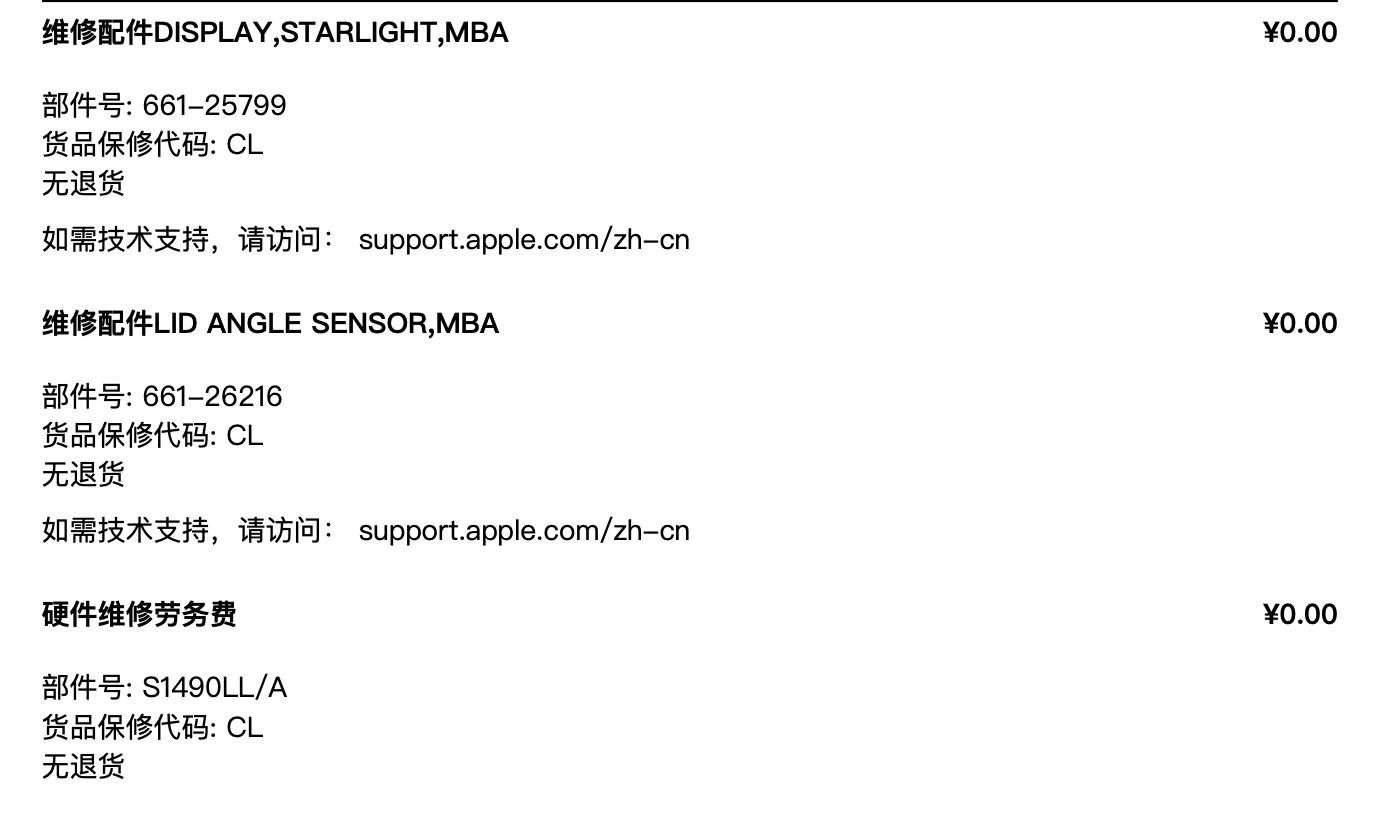 维修配件DISPLAY,STARLIGHT,MBA ¥0.00
部件号: 661-25799
货品保修代码: CL
无退货
如需技术支持，请访问： support.apple.com/zh-cn
维修配件LID ANGLE SENSOR,MBA ¥0.00
部件号: 661-26216
货品保修代码: CL
无退货
如需技术支持，请访问： support.apple.com/zh-cn
硬件维修劳务费 ¥0.00
部件号: S1490LL/A
货品保修代码: CL
无退货